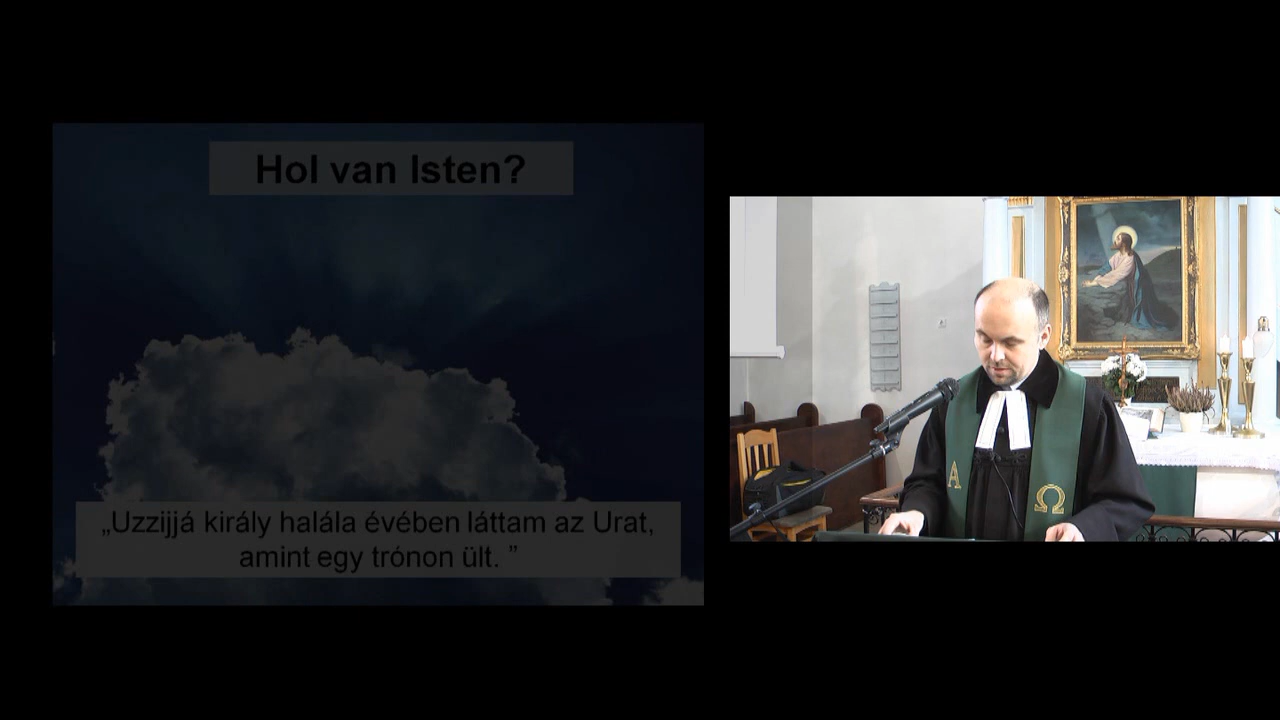 Hol van Isten?
„Uzzijjá király halála évében láttam az Urat,
amint egy trónon ült. ”
A
Ω